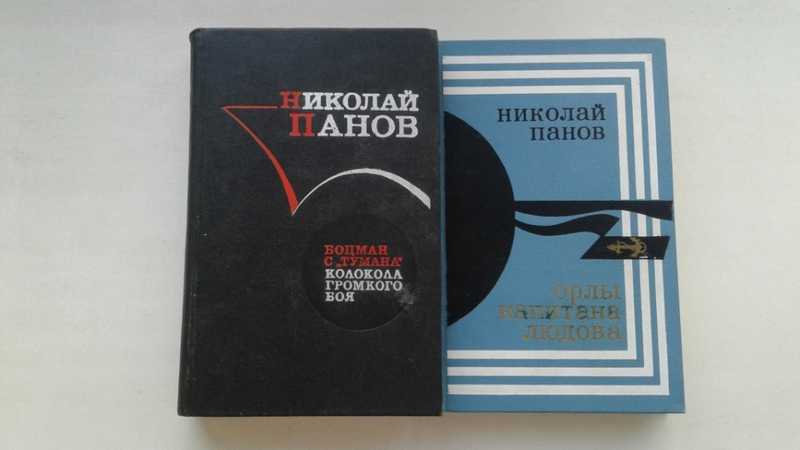 НИКОЛАЙ
ПАНОВ
БОЦМАН
С „ТУМАНА"
КОЛОКОЛА
ГРОМКОГО
БОЯ
НИКОЛАЙ
ПАНОВ
орлы
капитана
людова